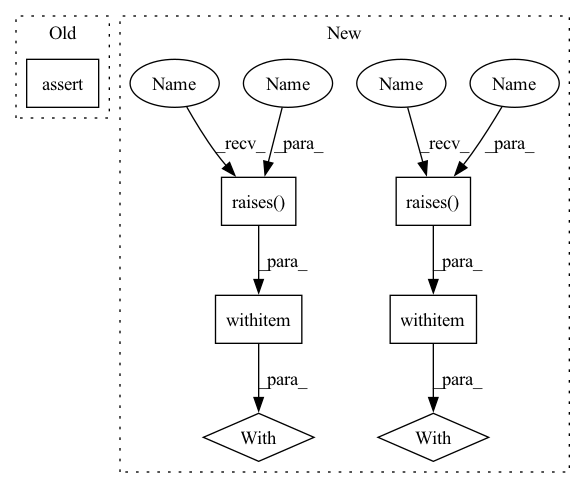 Old
New
assert
Name
Name
Name
Name
_recv_
_para_
_recv_
_para_
raises()
raises()
_para_
_para_
withitem
withitem
_para_
_para_
With
With